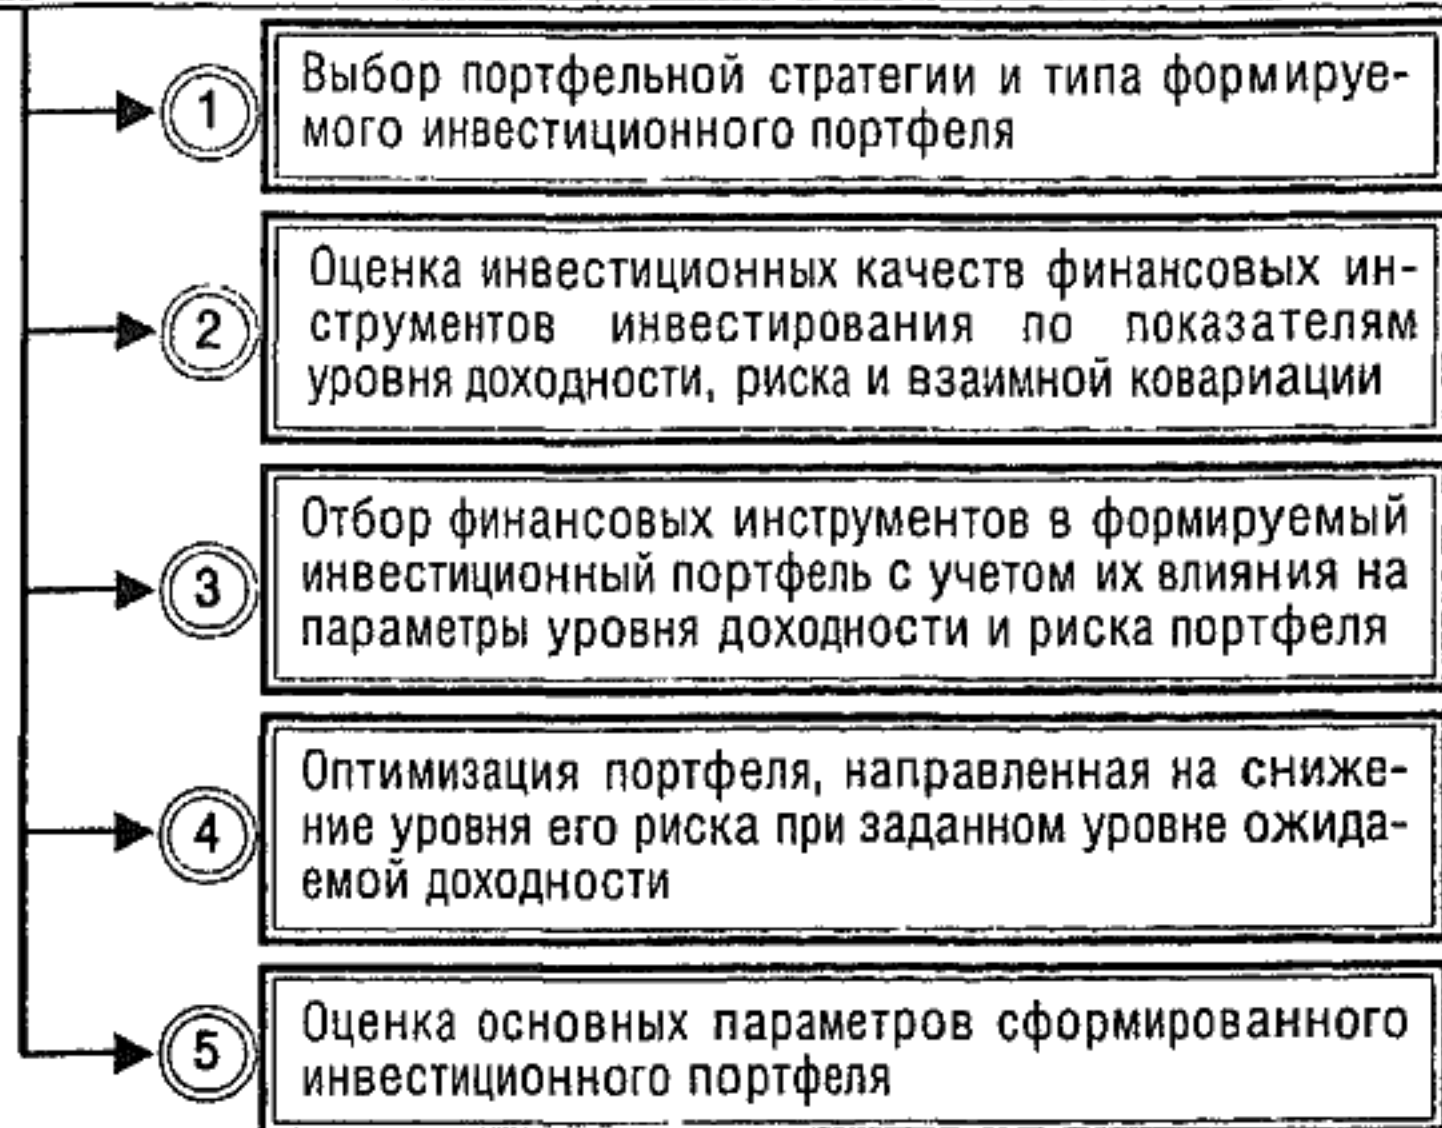 1
Выбор портфельной стратегии и типа формируе-
мого инвестиционного портфеля
2
Оценка инвестиционных качеств финансовых ин-
струментов инвестирования по показателям
уровня доходности, риска и взаимной ковариации
3
Отбор финансовых инструментов в формируемый
инвестиционный портфель с учетом их влияния на
параметры уровня доходности и риска портфеля
4
Оптимизация портфеля, направленная на сниже-
ние уровня его риска при заданном уровне ожида-
емой доходности
5
Оценка основных параметров сформированного
инвестиционного портфеля